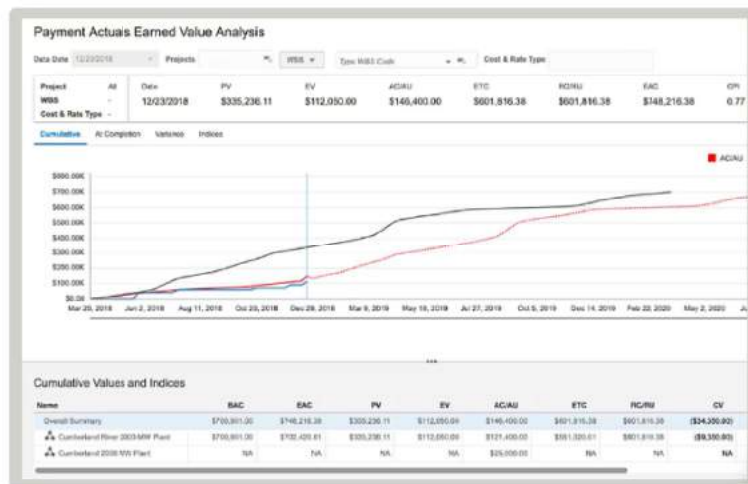 Payment Actuals Earned Value Analysis
Data Date 12/23/2018 Projects WBS Type WBS Code Cost & Rate Type
Project All Date PV EV AC/AU ETC RC/RU EAC CPI
WBS - 12/23/2018 $335,236.11 $112,050.00 $146,400.00 $601,816.38 $601,816.38 $748,216.38 0.77
Cost & Rate Type -
Cumulative At Completion Variance Indices
AC/AU
$800.00K
$700.00K
$600.00K
$500.00K
$400.00K
$300.00K
$200.00K
$100.00K
$0.00
Mar 20, 2018 Jun 2, 2018 Aug 11, 2018 Oct 20, 2018 Dec 29, 2018 Mar 9, 2019 May 18, 2019 Jul 27, 2019 Oct 5, 2019 Dec 14, 2019 Feb 22, 2020 May 2, 2020
Cumulative Values and Indices
Name BAC EAC PV EV AC/AU ETC RC/RU CV
Overall Summary $748,216.38 $335,236.11 $112,050.00 $146,400.00 $601,816.38 $601,816.38 ($34,350.00)
Cumberland River 2000-MW Plant $335,236.11 $112,050.00 $121,400.00 $601,816.38 ($9,350.00)
Cumberland 2000 MW Plant NA NA NA NA $25,000.00 NA NA NA